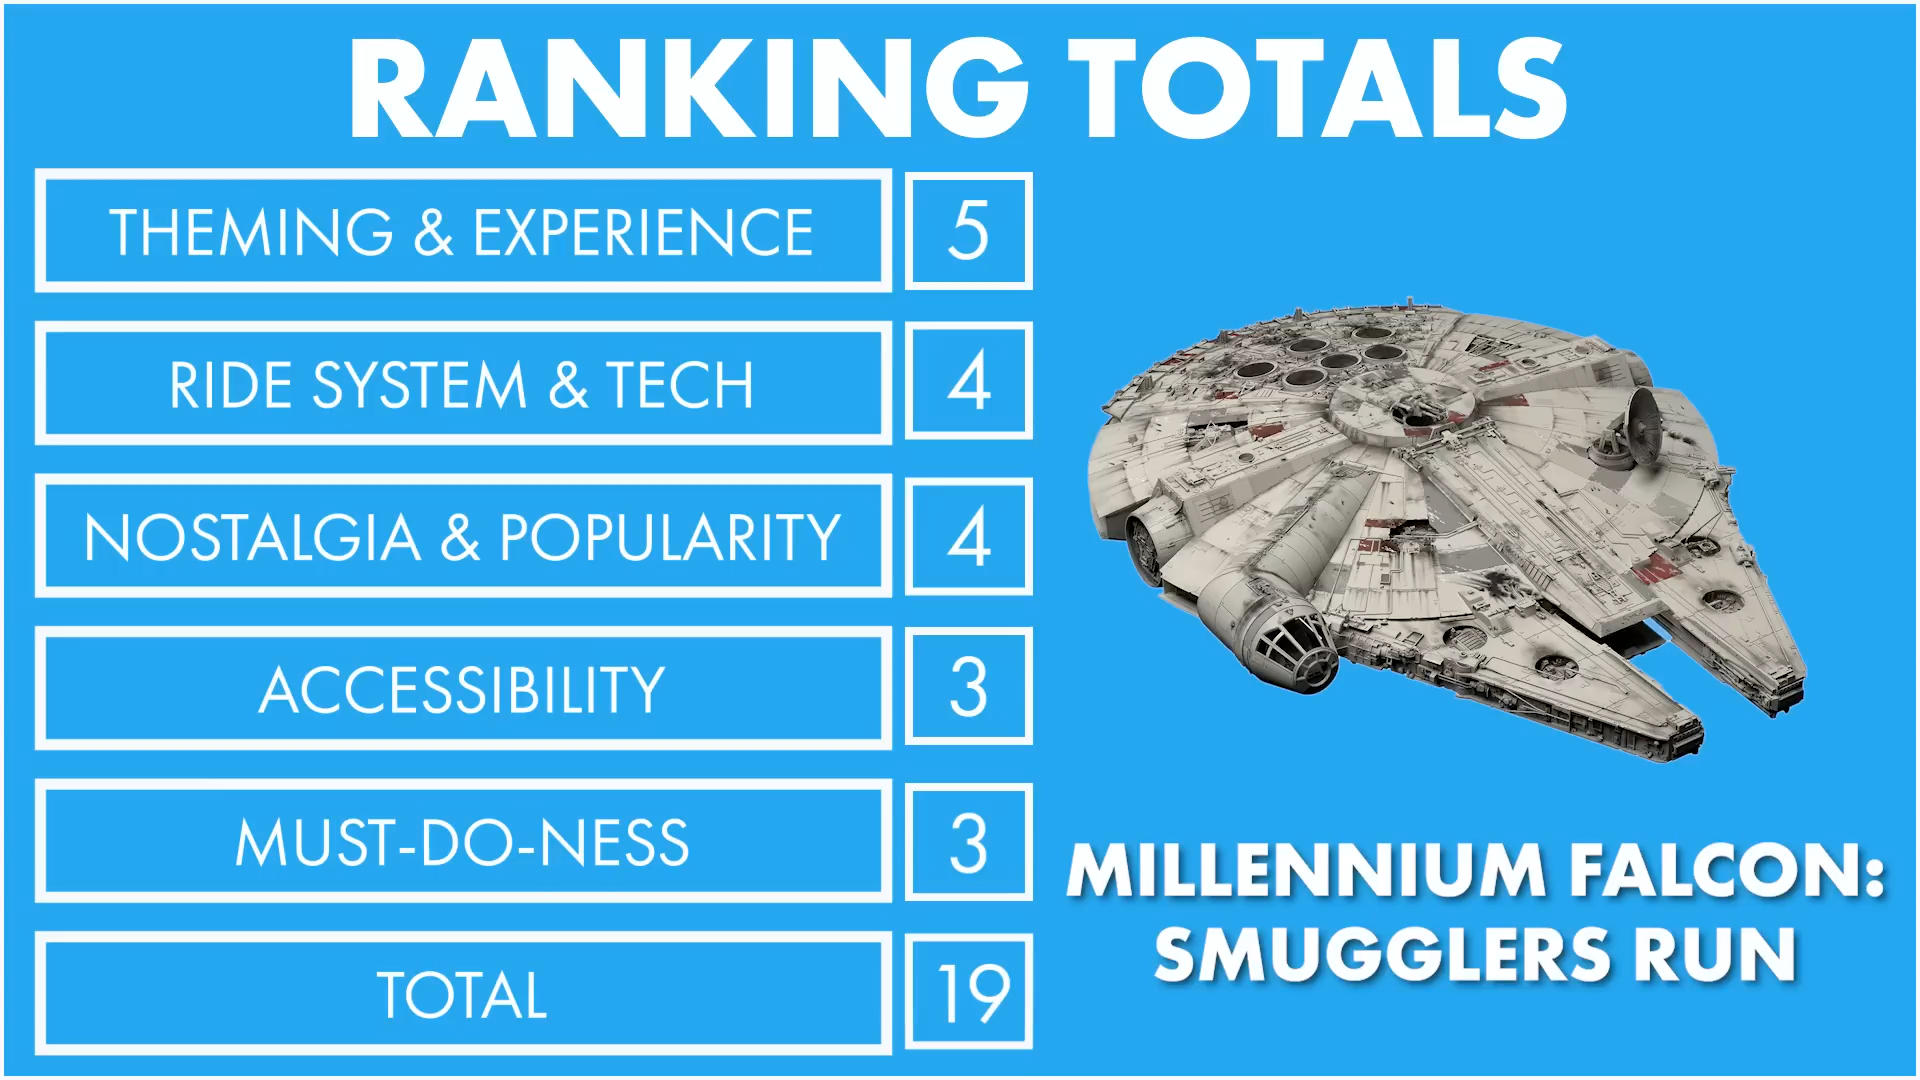 RANKING TOTALS
THEMING & EXPERIENCE 5
RIDE SYSTEM & TECH 4
NOSTALGIA & POPULARITY 4
ACCESSIBILITY 3
MUST-DO-NESS 3
TOTAL 19
MILLENNIUM FALCON:
SMUGGLERS RUN